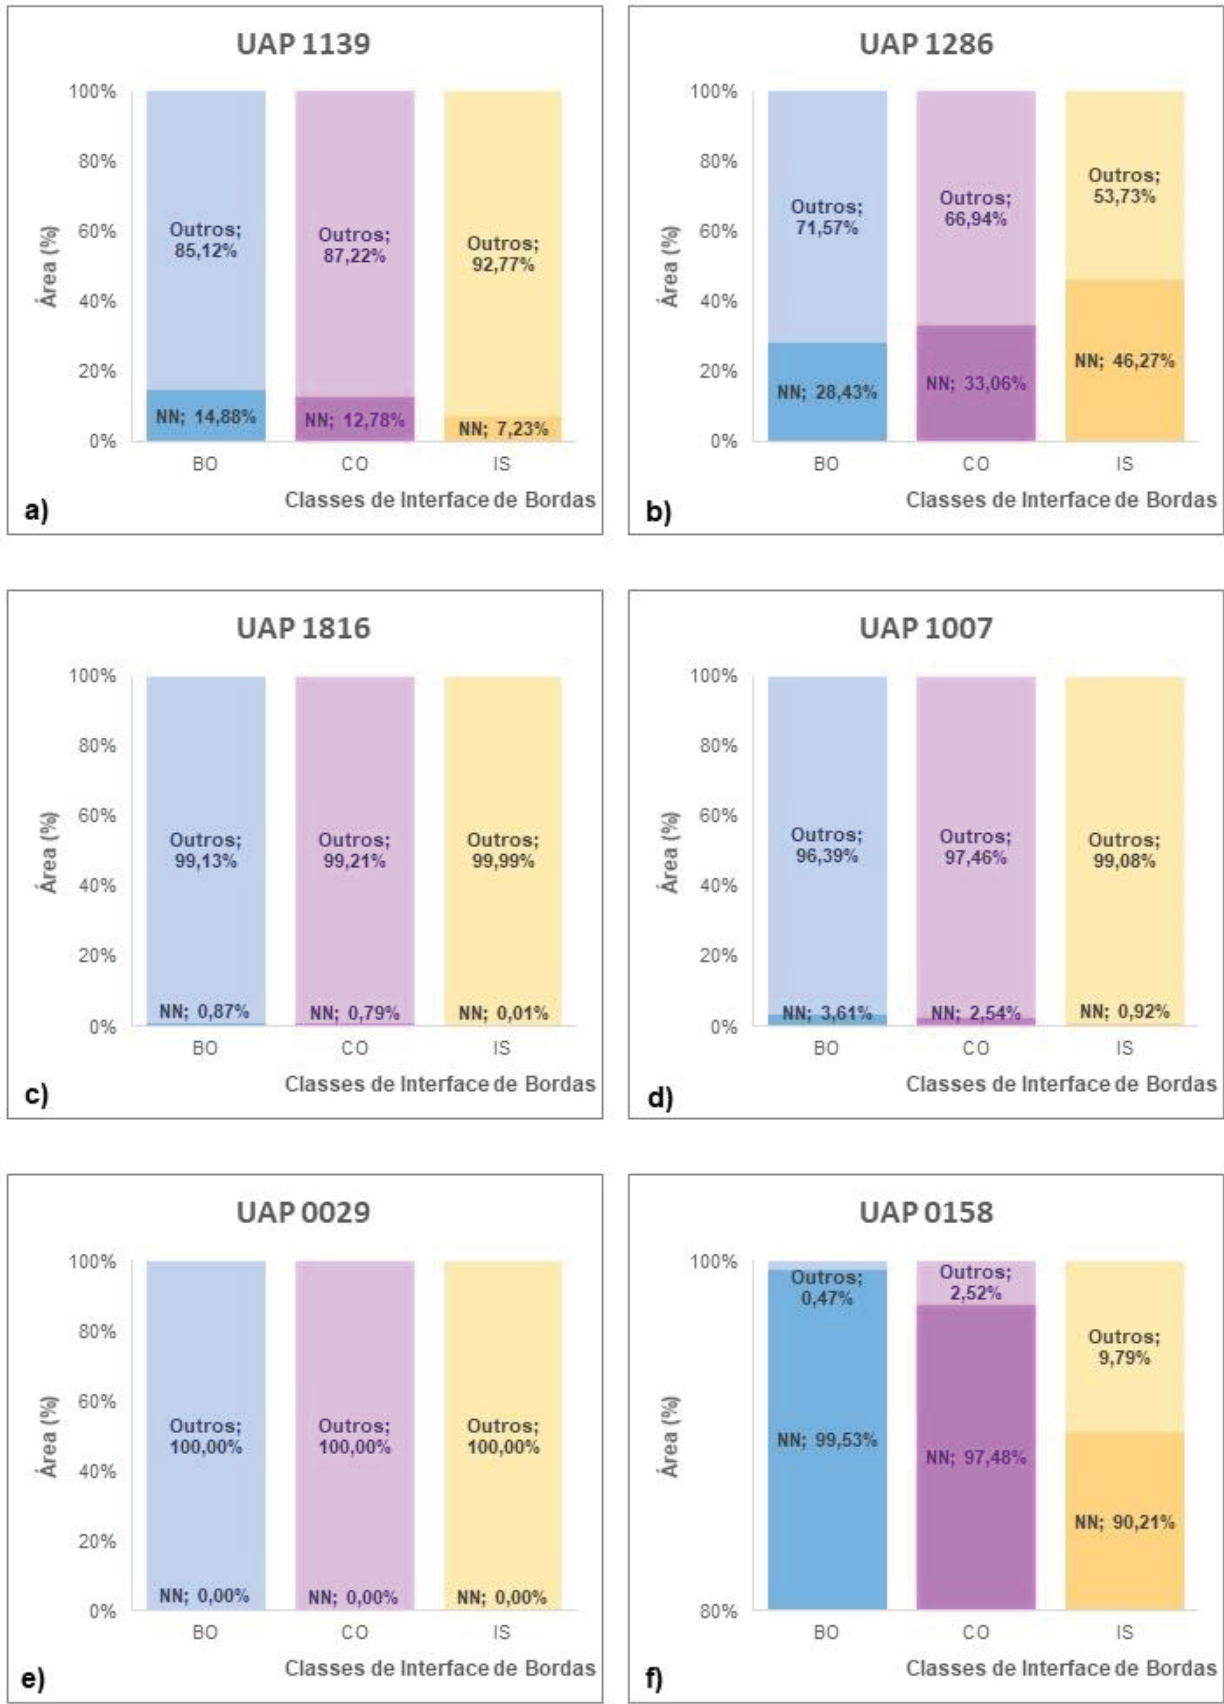 UAP 1139
100%
80%
60%
40%
20%
0%
Área (%)
Outros;
85,12%
Outros;
87,22%
Outros;
92,77%
NN; 14,88%
NN; 12,78%
NN; 7,23%
BO
CO
IS
Classes de Interface de Bordas
a)
UAP 1286
100%
80%
60%
40%
20%
0%
Área (%)
Outros;
71,57%
Outros;
66,94%
Outros;
53,73%
NN; 28,43%
NN; 33,06%
NN; 46,27%
BO
CO
IS
Classes de Interface de Bordas
b)
UAP 1816
100%
80%
60%
40%
20%
0%
Área (%)
Outros;
99,13%
Outros;
99,21%
Outros;
99,99%
NN; 0,87%
NN; 0,79%
NN; 0,01%
BO
CO
IS
Classes de Interface de Bordas
c)
UAP 1007
100%
80%
60%
40%
20%
0%
Área (%)
Outros;
96,39%
Outros;
97,46%
Outros;
99,08%
NN; 3,61%
NN; 2,54%
NN; 0,92%
BO
CO
IS
Classes de Interface de Bordas
d)
UAP 0029
100%
80%
60%
40%
20%
0%
Área (%)
Outros;
100,00%
Outros;
100,00%
Outros;
100,00%
NN; 0,00%
NN; 0,00%
NN; 0,00%
BO
CO
IS
Classes de Interface de Bordas
e)
UAP 0158
100%
80%
Área (%)
Outros;
0,47%
Outros;
2,52%
Outros;
9,79%
NN; 99,53%
NN; 97,48%
NN; 90,21%
BO
CO
IS
Classes de Interface de Bordas
f)